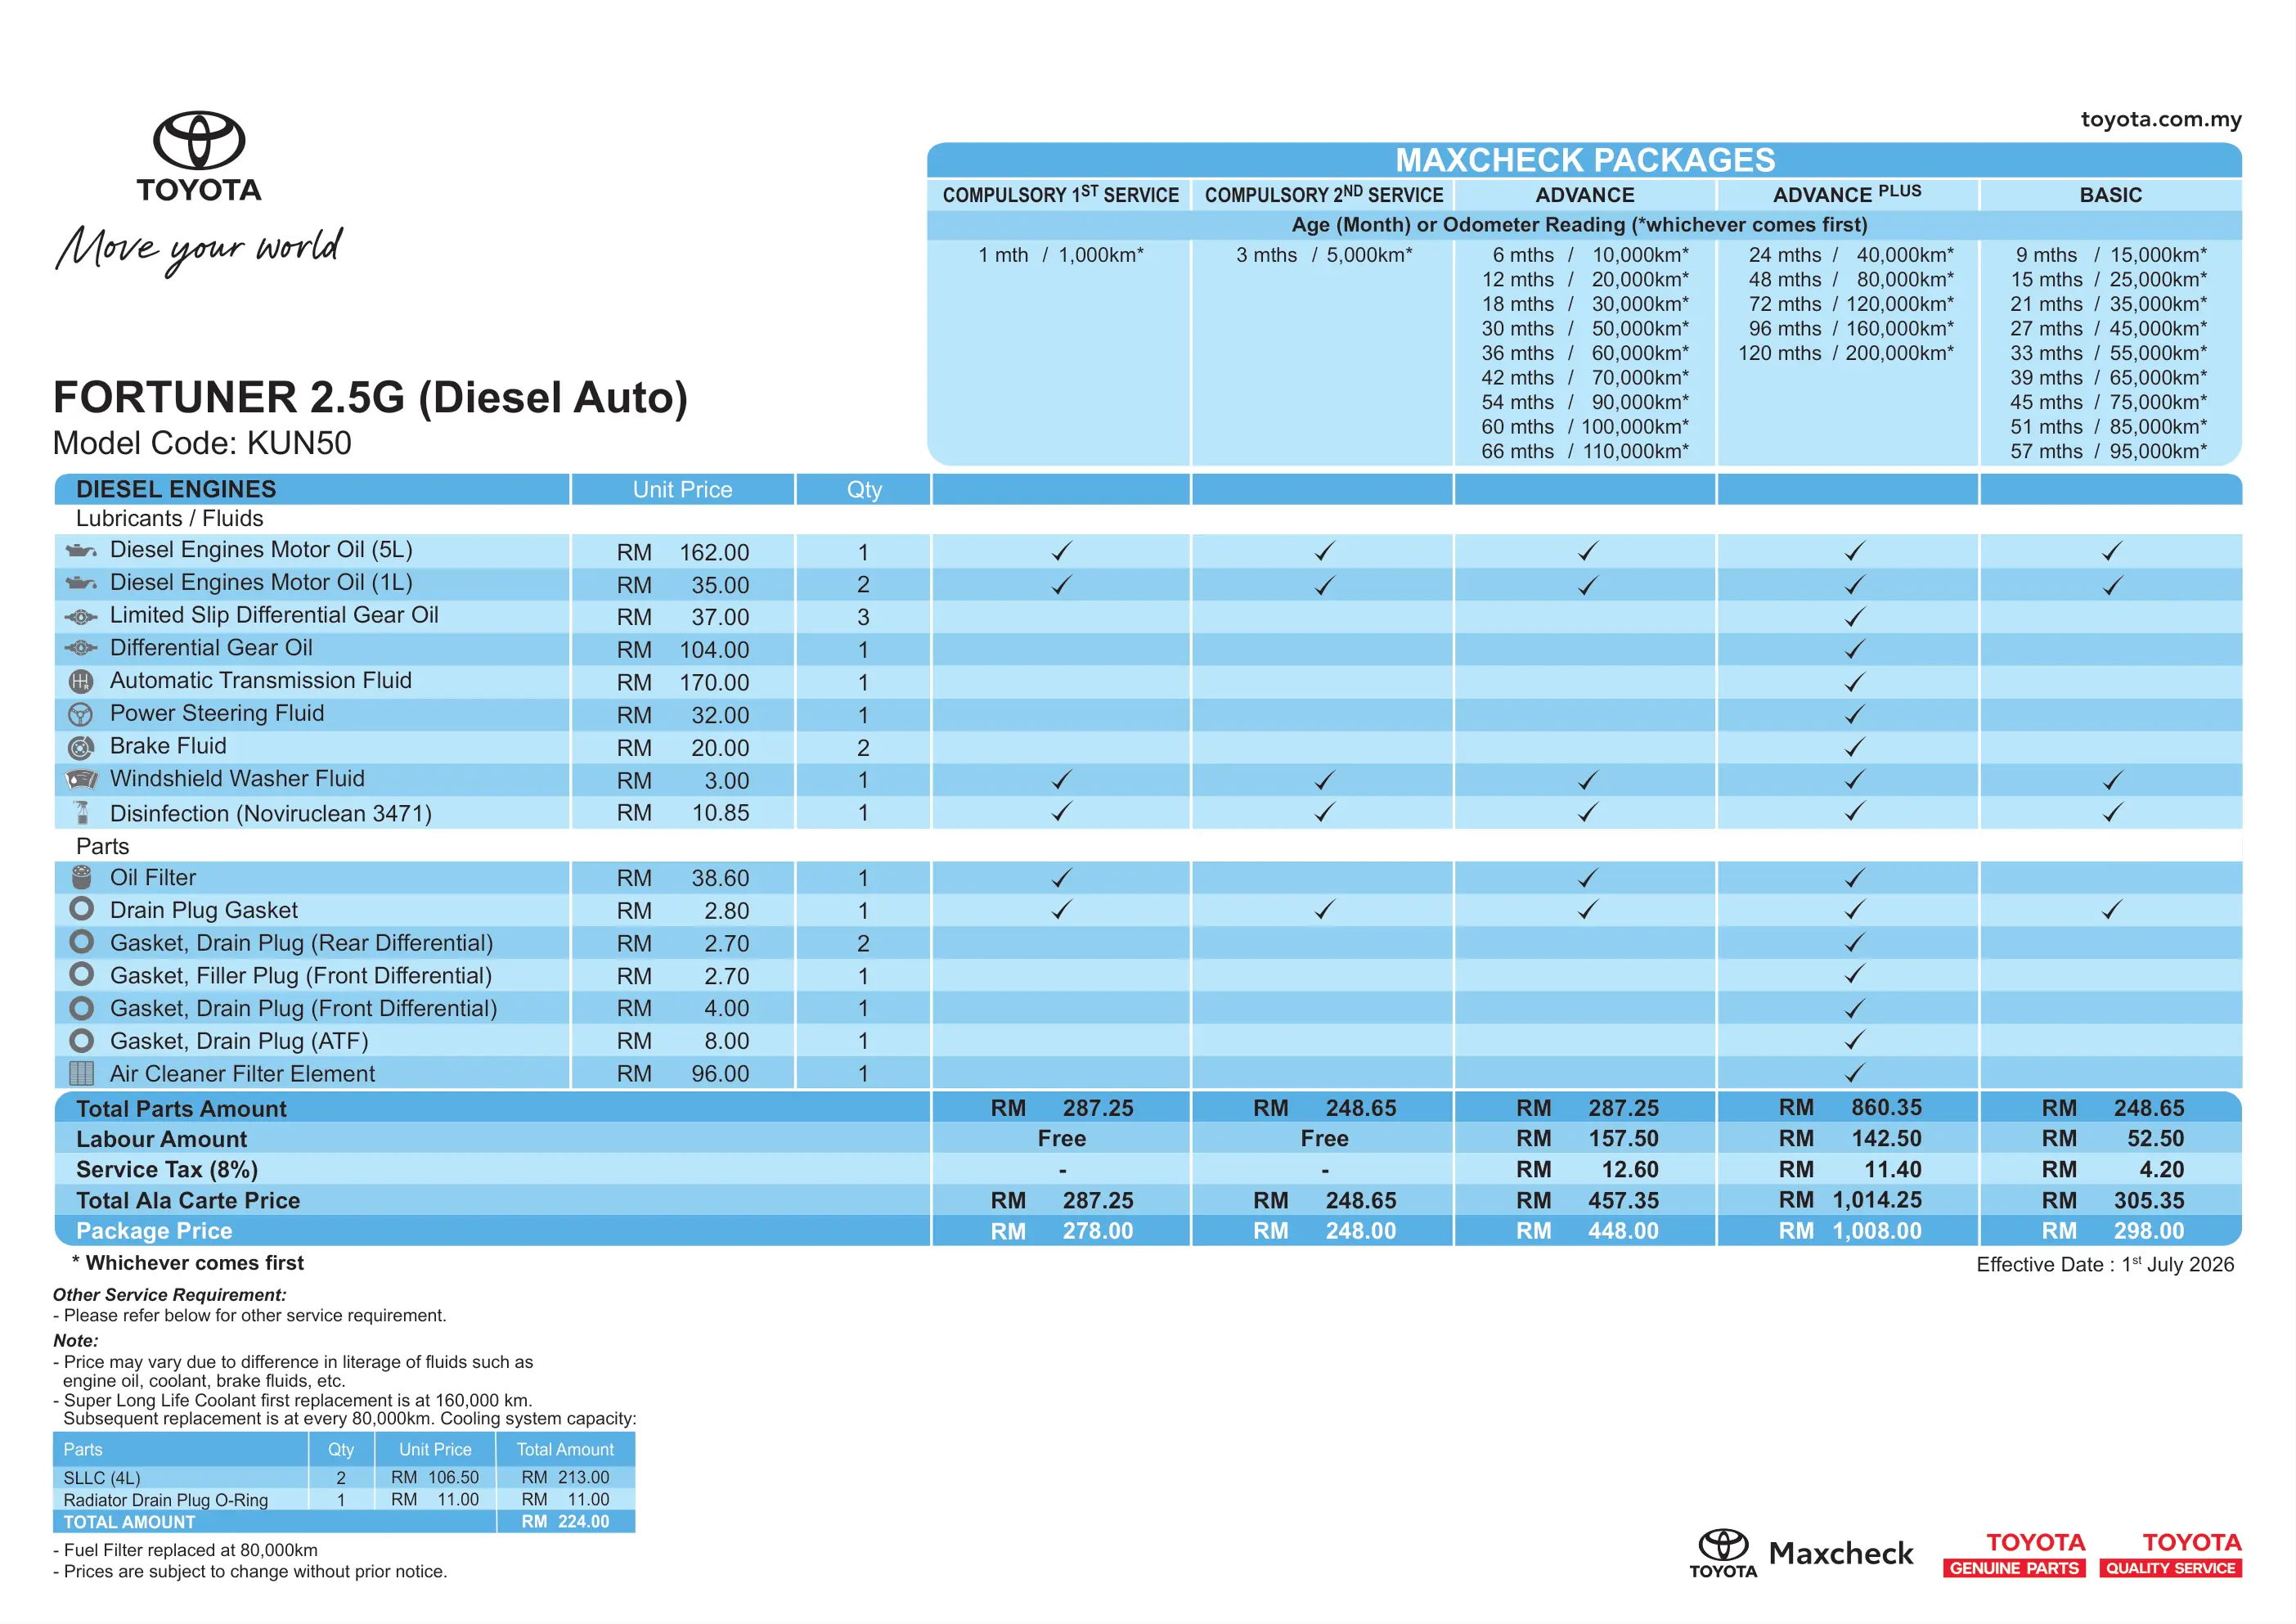 TOYOTA
Move your world
toyota.com.my
MAXCHECK PACKAGES
COMPULSORY 1ST SERVICE COMPULSORY 2ND SERVICE ADVANCE ADVANCE PLUS BASIC
Age (Month) or Odometer Reading (*whichever comes first)
1 mth / 1,000km* 3 mths / 5,000km* 6 mths / 10,000km* 24 mths / 40,000km* 9 mths / 15,000km*
12 mths / 20,000km* 48 mths / 80,000km* 15 mths / 25,000km*
18 mths / 30,000km* 72 mths / 120,000km* 21 mths / 35,000km*
30 mths / 50,000km* 96 mths / 160,000km* 27 mths / 45,000km*
36 mths / 60,000km* 120 mths / 200,000km* 33 mths / 55,000km*
42 mths / 70,000km* 39 mths / 65,000km*
54 mths / 90,000km* 45 mths / 75,000km*
60 mths / 100,000km* 51 mths / 85,000km*
66 mths / 110,000km* 57 mths / 95,000km*
FORTUNER 2.5G (Diesel Auto)
Model Code: KUN50
DIESEL ENGINES Unit Price Qty
Lubricants / Fluids
Diesel Engines Motor Oil (5L) RM 162.00 1 ✓ ✓ ✓ ✓ ✓
Diesel Engines Motor Oil (1L) RM 35.00 2 ✓ ✓ ✓ ✓ ✓
Limited Slip Differential Gear Oil RM 37.00 3 ✓
Differential Gear Oil RM 104.00 1 ✓
Automatic Transmission Fluid RM 170.00 1 ✓
Power Steering Fluid RM 32.00 1 ✓
Brake Fluid RM 20.00 2 ✓
Windshield Washer Fluid RM 3.00 1 ✓ ✓ ✓ ✓ ✓
Disinfection (Noviruclean 3471) RM 10.85 1 ✓ ✓ ✓ ✓ ✓
Parts
Oil Filter RM 38.60 1 ✓ ✓ ✓
Drain Plug Gasket RM 2.80 1 ✓ ✓ ✓ ✓ ✓
Gasket, Drain Plug (Rear Differential) RM 2.70 2 ✓
Gasket, Filler Plug (Front Differential) RM 2.70 1 ✓
Gasket, Drain Plug (Front Differential) RM 4.00 1 ✓
Gasket, Drain Plug (ATF) RM 8.00 1 ✓
Air Cleaner Filter Element RM 96.00 1 ✓
Total Parts Amount RM 287.25 RM 248.65 RM 287.25 RM 860.35 RM 248.65
Labour Amount Free Free RM 157.50 RM 142.50 RM 52.50
Service Tax (8%) - - RM 12.60 RM 11.40 RM 4.20
Total Ala Carte Price RM 287.25 RM 248.65 RM 457.35 RM 1,014.25 RM 305.35
Package Price RM 278.00 RM 248.00 RM 448.00 RM 1,008.00 RM 298.00
* Whichever comes first
Effective Date : 1st July 2026
Other Service Requirement:
- Please refer below for other service requirement.
Note:
- Price may vary due to difference in literage of fluids such as
engine oil, coolant, brake fluids, etc.
- Super Long Life Coolant first replacement is at 160,000 km.
Subsequent replacement is at every 80,000km. Cooling system capacity:
Parts Qty Unit Price Total Amount
SLLC (4L) 2 RM 106.50 RM 213.00
Radiator Drain Plug O-Ring 1 RM 11.00 RM 11.00
TOTAL AMOUNT RM 224.00
- Fuel Filter replaced at 80,000km
- Prices are subject to change without prior notice.
TOYOTA Maxcheck
TOYOTA GENUINE PARTS
TOYOTA QUALITY SERVICE